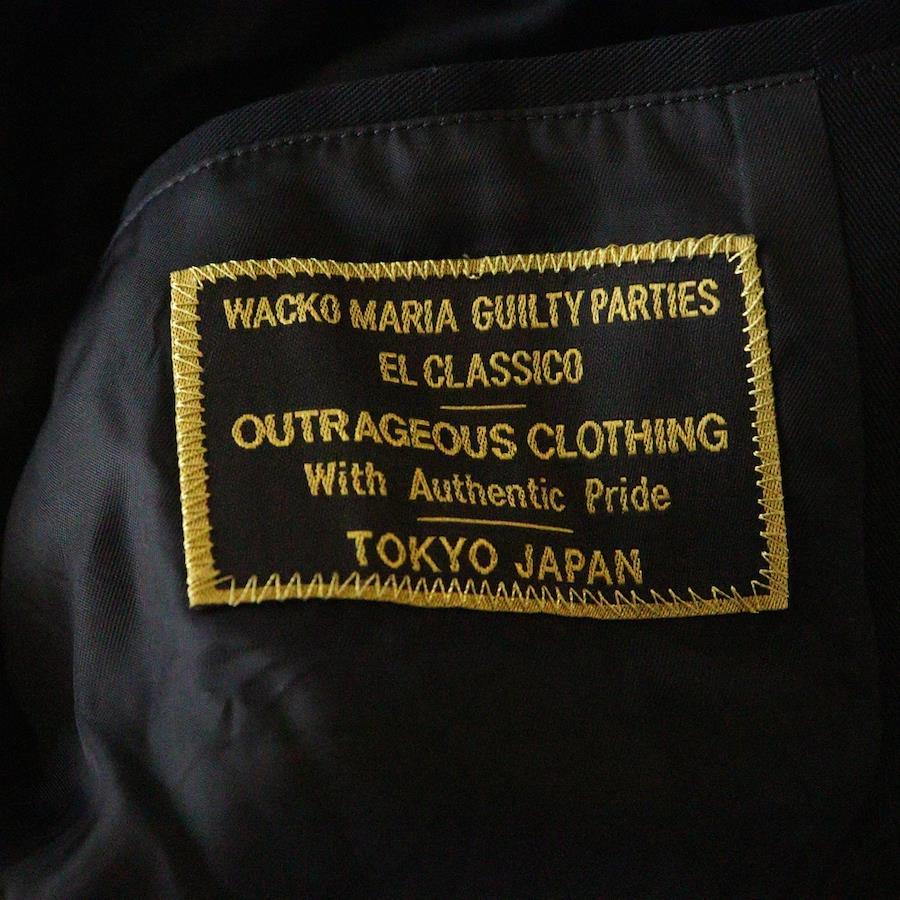 WACKO MARIA GUILTY PARTIES
EL CLASSICO
OUTRAGEOUS CLOTHING
With Authentic Pride
TOKYO JAPAN